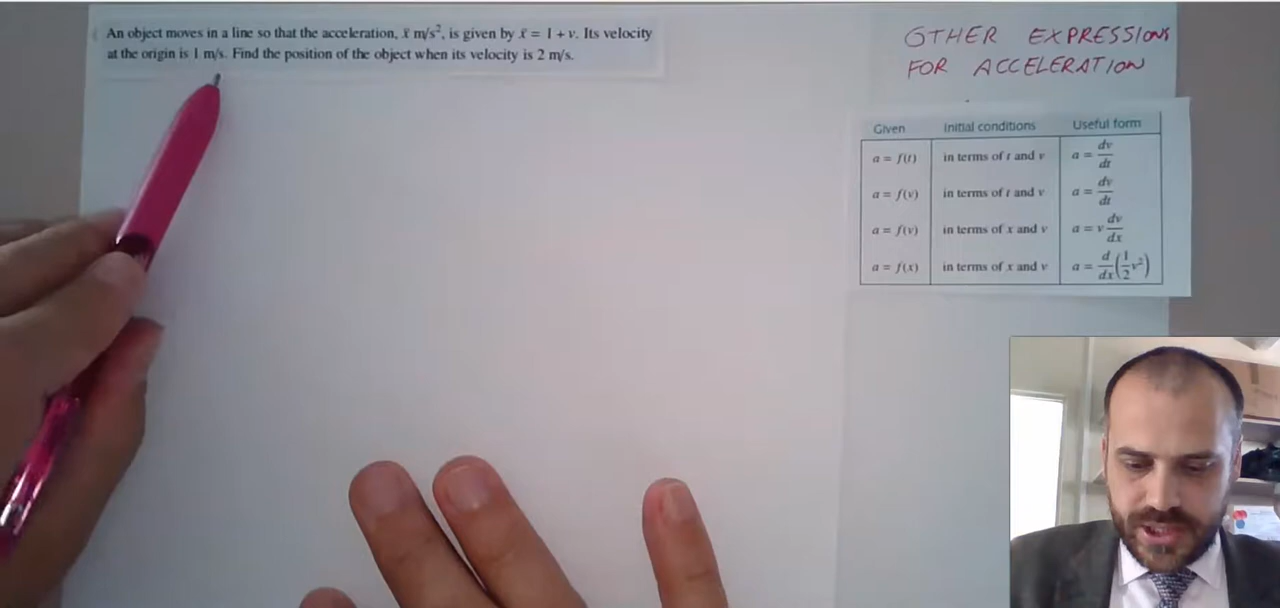 An object moves in a line so that the acceleration, ẍ m/s², is given by ẍ = 1 + v. Its velocity
at the origin is 1 m/s. Find the position of the object when its velocity is 2 m/s.
OTHER EXPRESSIONS
FOR ACCELERATION
Given Initial conditions Useful form
a = f(t) in terms of t and v a = dv/dt
a = f(v) in terms of t and v a = dv/dt
a = f(v) in terms of x and v a = v dv/dx
a = f(x) in terms of x and v a = d/dx(1/2 v²)